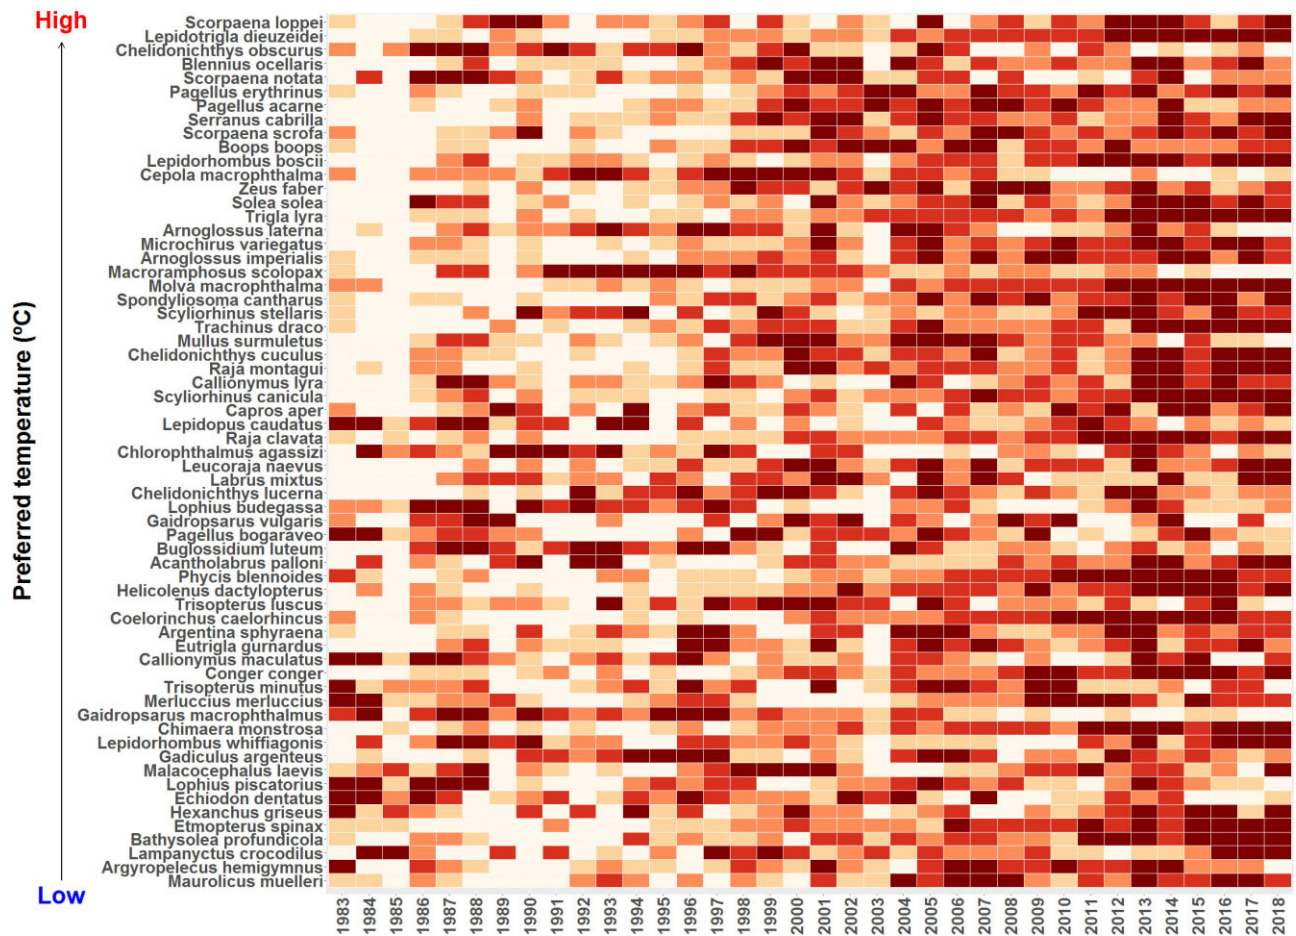 High
Scorpaena loppei
Lepidotrigla dieuzeidei
Chelidonichthys obscurus
Blennius ocellaris
Scorpaena notata
Pagellus erythrinus
Pagellus acarne
Serranus cabrilla
Scorpaena scrofa
Boops boops
Lepidorhombus boscii
Cepola macrophthalma
Zeus faber
Solea solea
Trigla lyra
Arnoglossus laterna
Microchirus variegatus
Arnoglossus imperialis
Macroramphosus scolopax
Molva macrophthalma
Spondyliosoma cantharus
Scyliorhinus stellaris
Trachinus draco
Mullus surmuletus
Chelidonichthys cuculus
Raja montagui
Callionymus lyra
Scyliorhinus canicula
Capros aper
Lepidopus caudatus
Raja clavata
Chlorophthalmus agassizi
Leucoraja naevus
Labrus mixtus
Chelidonichthys lucerna
Lophius budegassa
Gaidropsarus vulgaris
Pagellus bogaraveo
Buglossidium luteum
Acantholabrus palloni
Phycis blennoides
Helicolenus dactylopterus
Trisopterus luscus
Coelorinchus caelorhincus
Argentina sphyraena
Eutrigla gurnardus
Callionymus maculatus
Conger conger
Trisopterus minutus
Merluccius merluccius
Gaidropsarus macrophthalmus
Chimaera monstrosa
Lepidorhombus whiffiagonis
Gadiculus argenteus
Malacocephalus laevis
Lophius piscatorius
Echiodon dentatus
Hexanchus griseus
Etmopterus spinax
Bathysolea profundicola
Lampanyctus crocodilus
Argyropelecus hemigymnus
Maurolicus muelleri
Low
Preferred temperature (ºC)
1983 1984 1985 1986 1987 1988 1989 1990 1991 1992 1993 1994 1995 1996 1997 1998 1999 2000 2001 2002 2003 2004 2005 2006 2007 2008 2009 2010 2011 2012 2013 2014 2015 2016 2017 2018